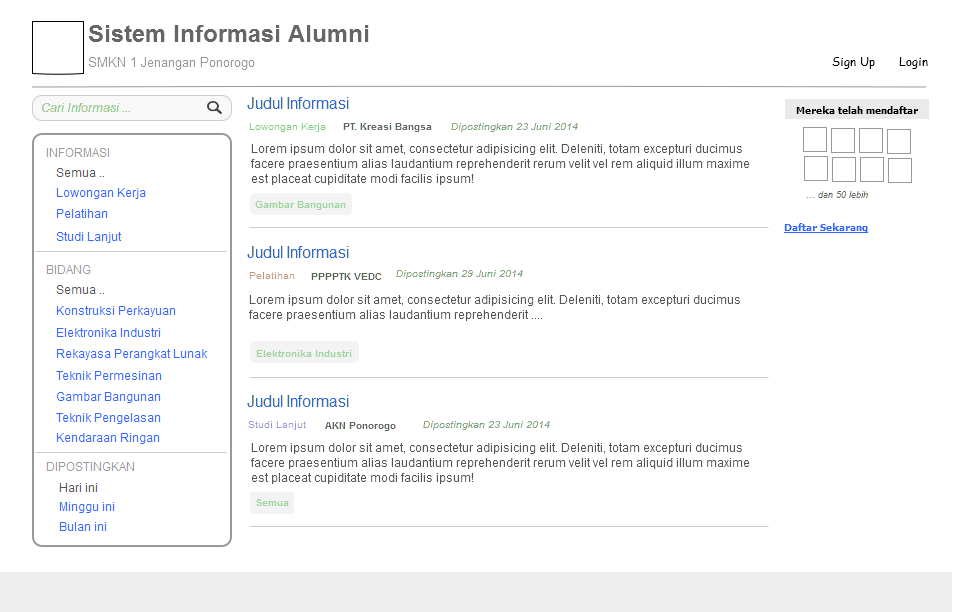 Sistem Informasi Alumni
SMKN 1 Jenangan Ponorogo
Sign Up
Login
Cari Informasi ...
INFORMASI
Semua ..
Lowongan Kerja
Pelatihan
Studi Lanjut
BIDANG
Semua ..
Konstruksi Perkayuan
Elektronika Industri
Rekayasa Perangkat Lunak
Teknik Permesinan
Gambar Bangunan
Teknik Pengelasan
Kendaraan Ringan
DIPOSTINGKAN
Hari ini
Minggu ini
Bulan ini
Judul Informasi
Lowongan Kerja PT. Kreasi Bangsa Dipostingkan 23 Juni 2014
Lorem ipsum dolor sit amet, consectetur adipisicing elit. Deleniti, totam excepturi ducimus
facere praesentium alias laudantium reprehenderit rerum velit vel rem aliquid illum maxime
est placeat cupiditate modi facilis ipsum!
Gambar Bangunan
Judul Informasi
Pelatihan PPPPTK VEDC Dipostingkan 29 Juni 2014
Lorem ipsum dolor sit amet, consectetur adipisicing elit. Deleniti, totam excepturi ducimus
facere praesentium alias laudantium reprehenderit ....
Elektronika Industri
Judul Informasi
Studi Lanjut AKN Ponorogo Dipostingkan 23 Juni 2014
Lorem ipsum dolor sit amet, consectetur adipisicing elit. Deleniti, totam excepturi ducimus
facere praesentium alias laudantium reprehenderit rerum velit vel rem aliquid illum maxime
est placeat cupiditate modi facilis ipsum!
Semua
Mereka telah mendaftar
... dan 50 lebih
Daftar Sekarang